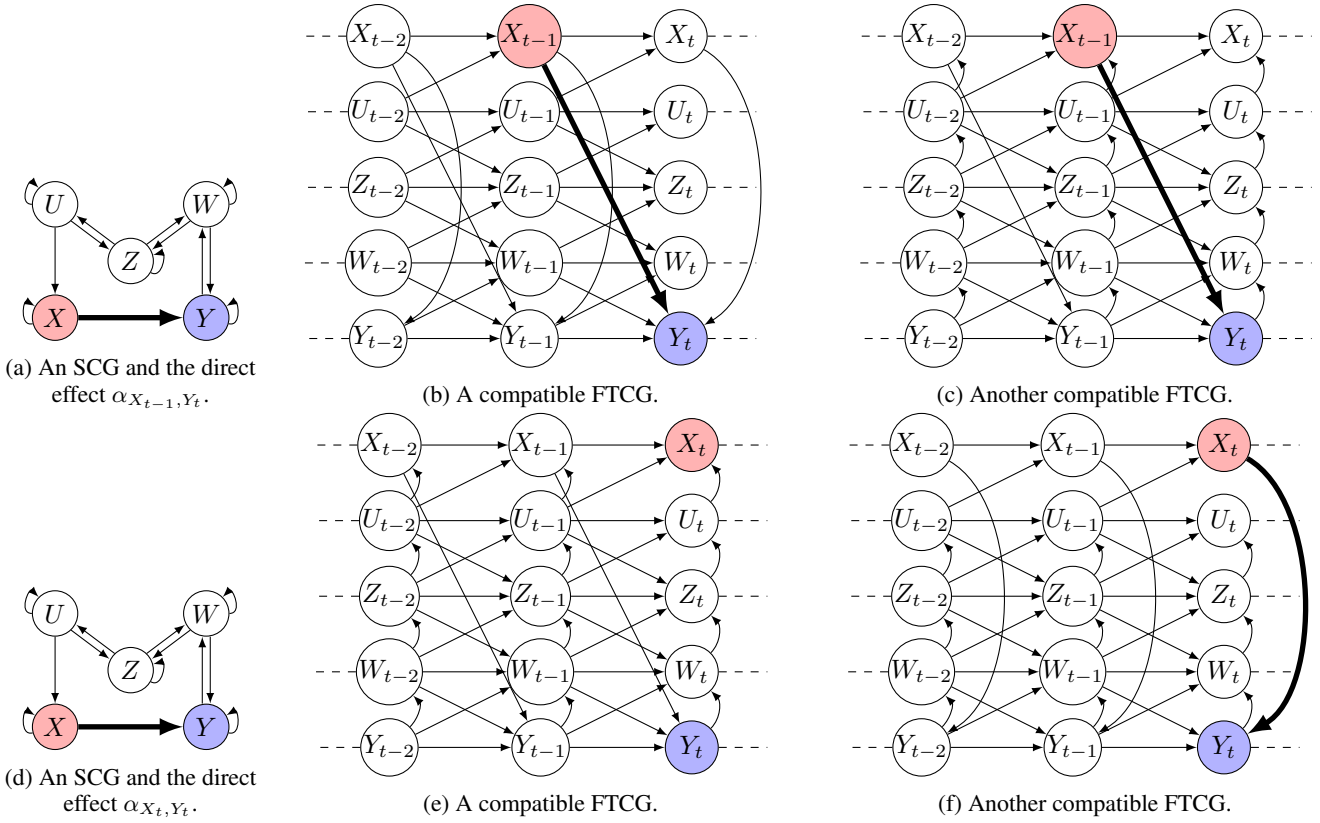 U
W
Z
X
Y
(a) An SCG and the direct
effect α_{X_{t−1},Y_t}.
X_{t−2} X_{t−1} X_t
U_{t−2} U_{t−1} U_t
Z_{t−2} Z_{t−1} Z_t
W_{t−2} W_{t−1} W_t
Y_{t−2} Y_{t−1} Y_t
(b) A compatible FTCG.
X_{t−2} X_{t−1} X_t
U_{t−2} U_{t−1} U_t
Z_{t−2} Z_{t−1} Z_t
W_{t−2} W_{t−1} W_t
Y_{t−2} Y_{t−1} Y_t
(c) Another compatible FTCG.
U
W
Z
X
Y
(d) An SCG and the direct
effect α_{X_t,Y_t}.
X_{t−2} X_{t−1} X_t
U_{t−2} U_{t−1} U_t
Z_{t−2} Z_{t−1} Z_t
W_{t−2} W_{t−1} W_t
Y_{t−2} Y_{t−1} Y_t
(e) A compatible FTCG.
X_{t−2} X_{t−1} X_t
U_{t−2} U_{t−1} U_t
Z_{t−2} Z_{t−1} Z_t
W_{t−2} W_{t−1} W_t
Y_{t−2} Y_{t−1} Y_t
(f) Another compatible FTCG.